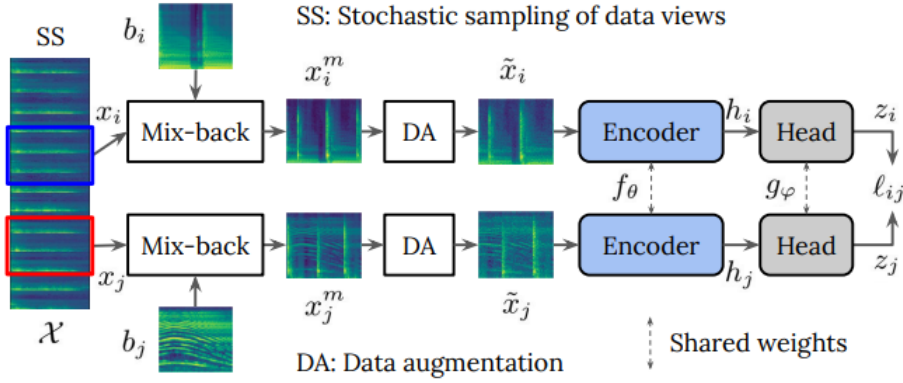 SS: Stochastic sampling of data views
SS
b_i
x_i
Mix-back
x_i^m
DA
x̃_i
Encoder
h_i
Head
z_i
f_θ
g_φ
ℓ_ij
x_j
Mix-back
x_j^m
DA
x̃_j
Encoder
h_j
Head
z_j
𝒳
b_j
DA: Data augmentation
Shared weights